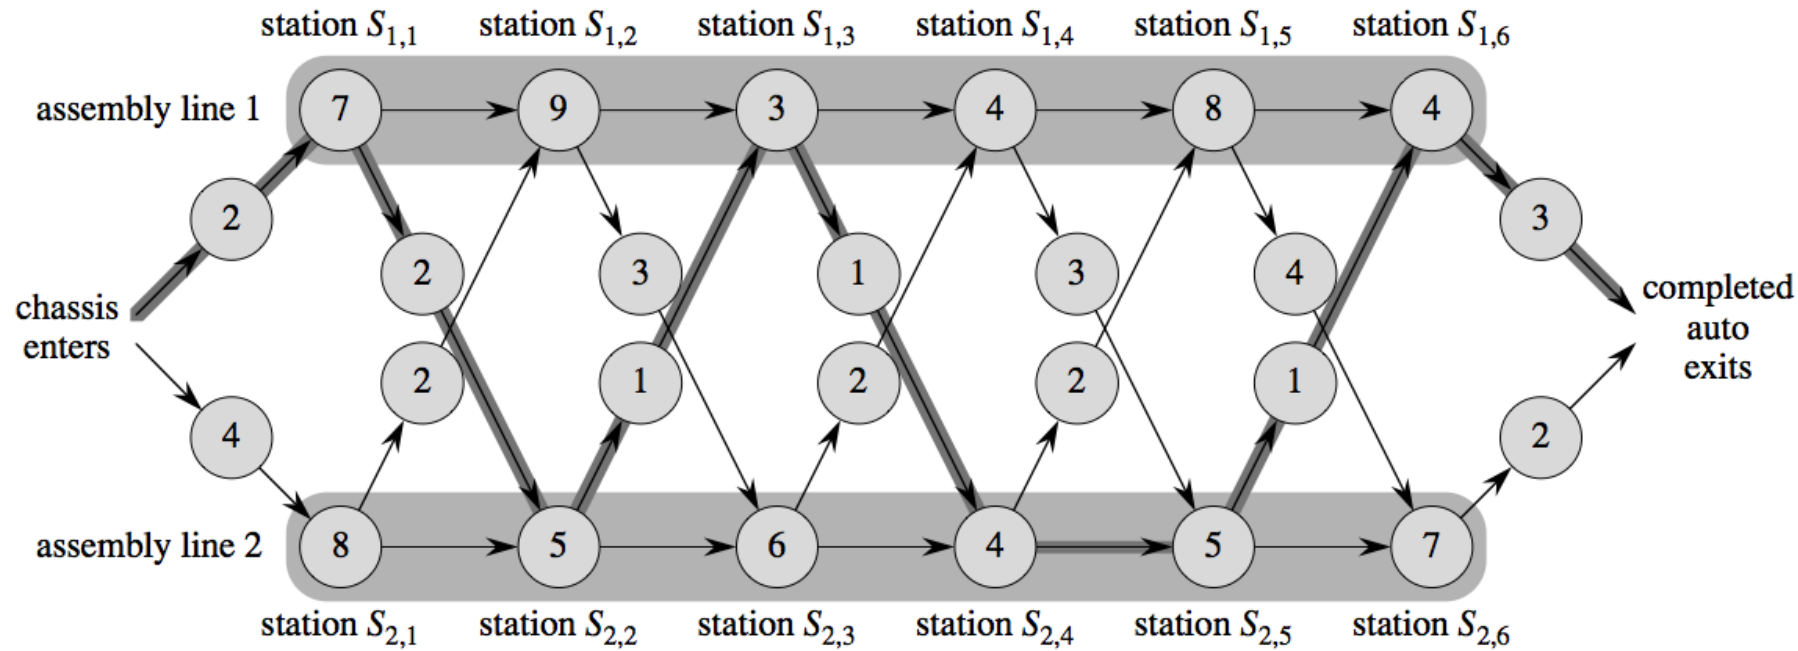 station S1,1 station S1,2 station S1,3 station S1,4 station S1,5 station S1,6
assembly line 1 7 9 3 4 8 4
2 3
2 3 1 3 4
chassis
enters
completed
auto
exits
2 1 2 2 1
4 2
assembly line 2 8 5 6 4 5 7
station S2,1 station S2,2 station S2,3 station S2,4 station S2,5 station S2,6